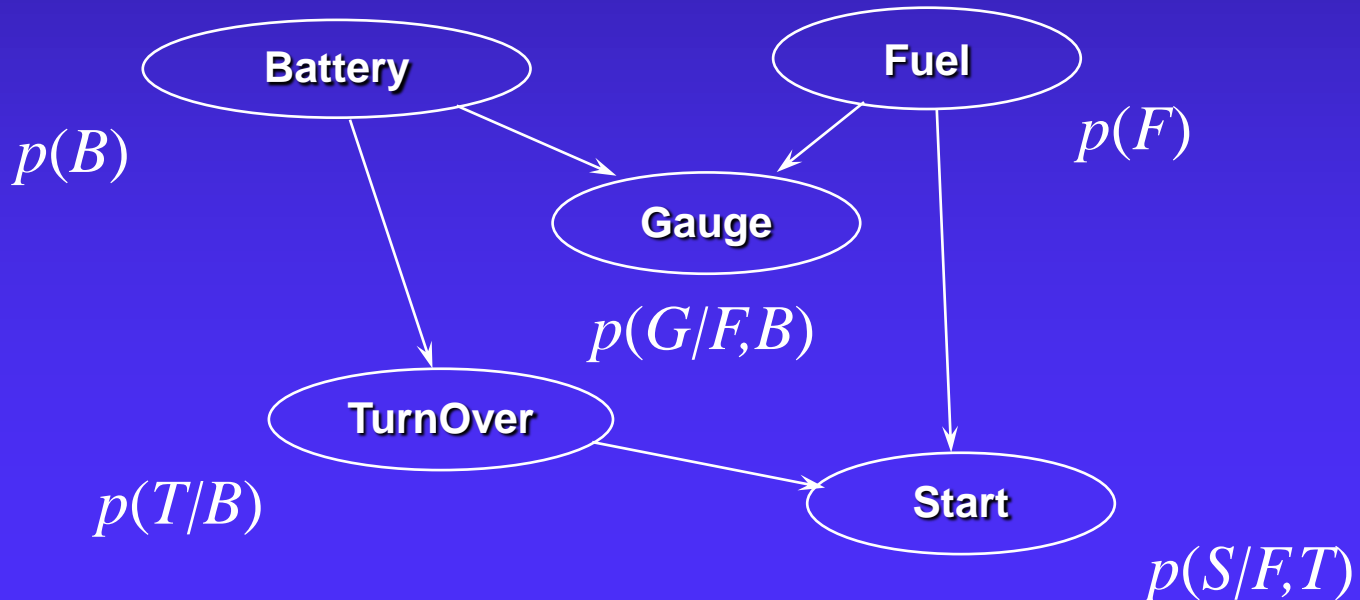 Battery
Fuel
p(B)
p(F)
Gauge
p(G/F,B)
TurnOver
p(T/B)
Start
p(S/F,T)